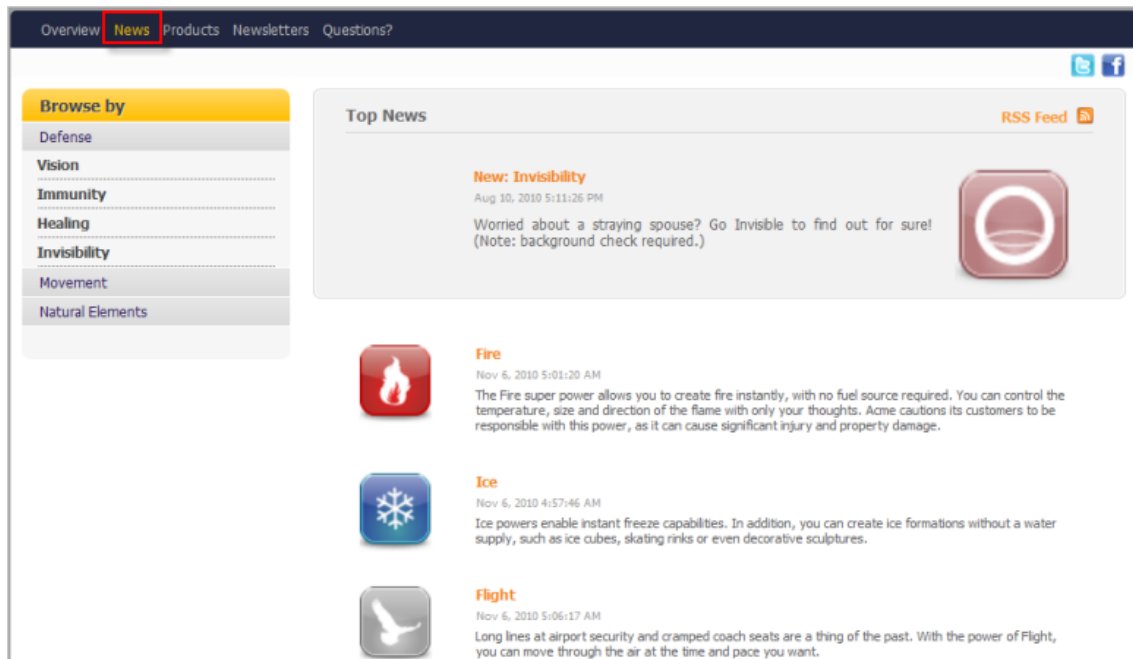 Overview News Products Newsletters Questions?
Browse by
Defense
Vision
Immunity
Healing
Invisibility
Movement
Natural Elements
Top News
RSS Feed
New: Invisibility
Aug 10, 2010 5:11:26 PM
Worried about a straying spouse? Go Invisible to find out for sure!
(Note: background check required.)
Fire
Nov 6, 2010 5:01:20 AM
The Fire super power allows you to create fire instantly, with no fuel source required. You can control the
temperature, size and direction of the flame with only your thoughts. Acme cautions its customers to be
responsible with this power, as it can cause significant injury and property damage.
Ice
Nov 6, 2010 4:57:46 AM
Ice powers enable instant freeze capabilities. In addition, you can create ice formations without a water
supply, such as ice cubes, skating rinks or even decorative sculptures.
Flight
Nov 6, 2010 5:06:17 AM
Long lines at airport security and cramped coach seats are a thing of the past. With the power of Flight,
you can move through the air at the time and pace you want.